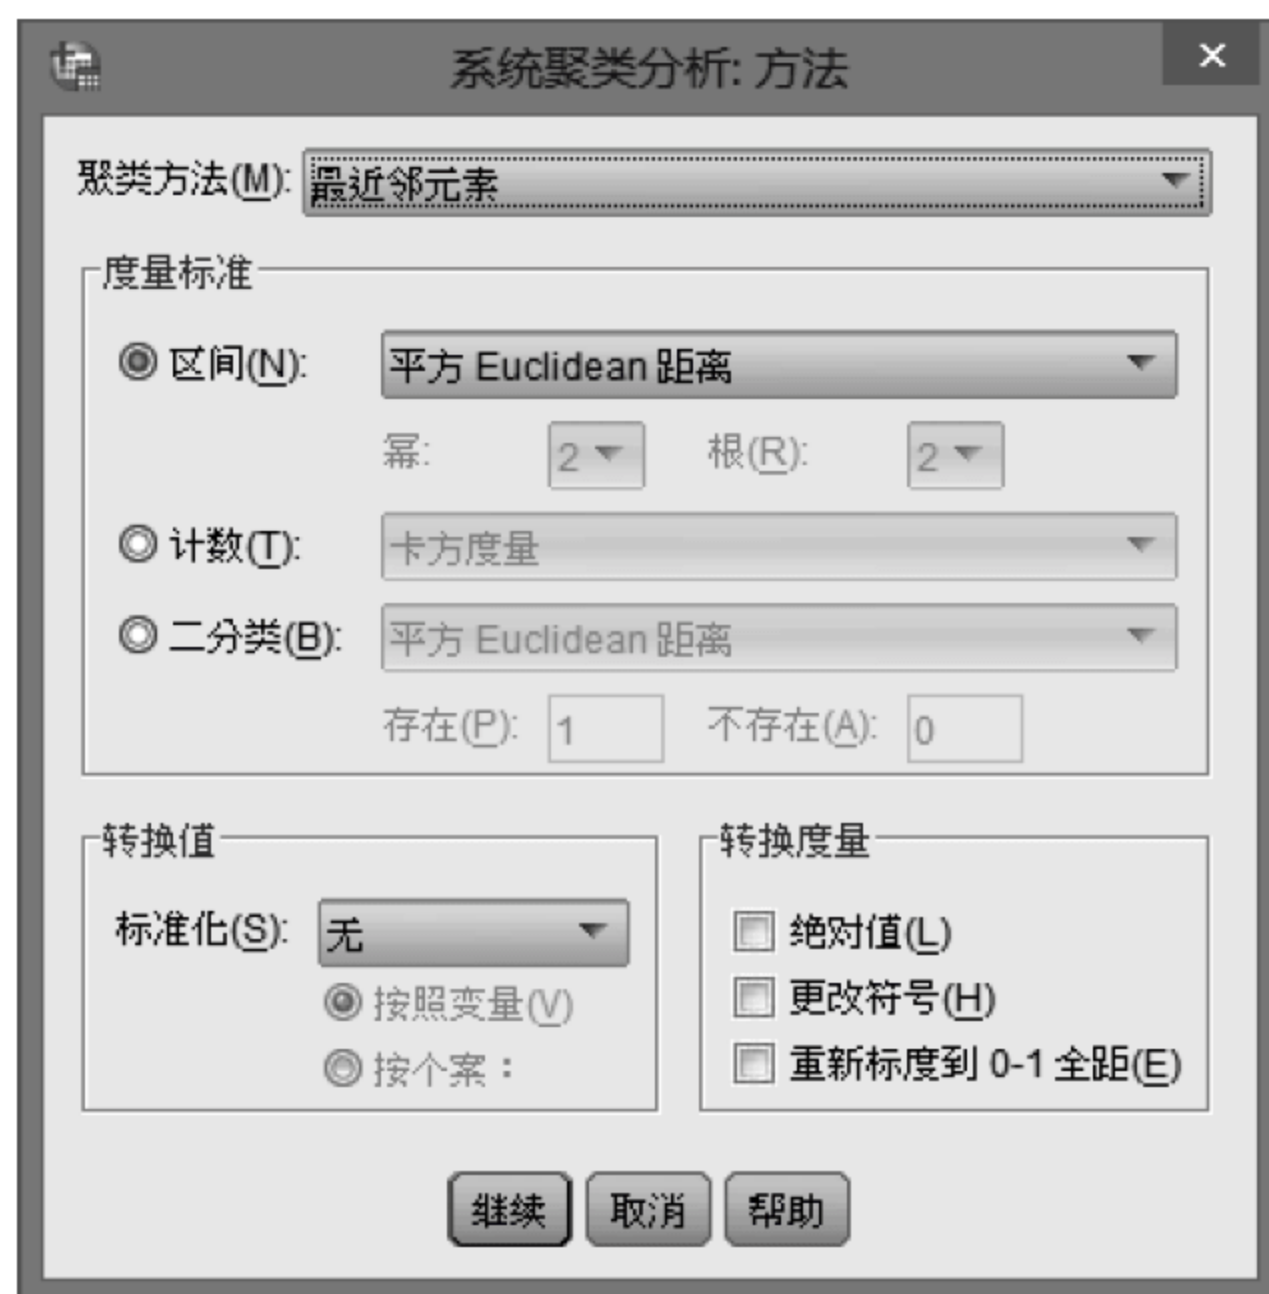 系统聚类分析: 方法
聚类方法(M): 最近邻元素
度量标准
区间(N): 平方 Euclidean 距离
幂: 2 根(R): 2
计数(T): 卡方度量
二分类(B): 平方 Euclidean 距离
存在(P): 1 不存在(A): 0
转换值
标准化(S): 无
按照变量(V)
按个案：
转换度量
绝对值(L)
更改符号(H)
重新标度到 0-1 全距(E)
继续 取消 帮助